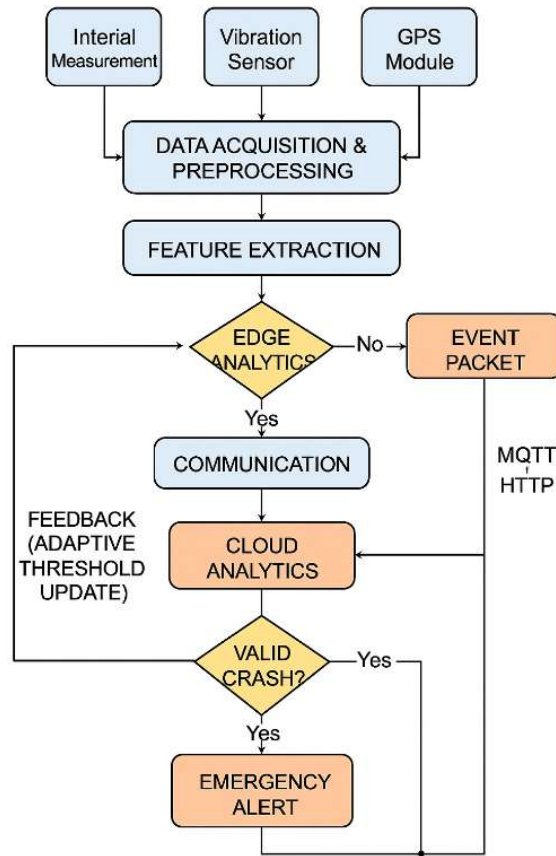 Interial
Measurement
Vibration
Sensor
GPS
Module
DATA ACQUISITION &
PREPROCESSING
FEATURE EXTRACTION
EDGE
ANALYTICS
No
EVENT
PACKET
Yes
COMMUNICATION
MQTT
-
HTTP
FEEDBACK
(ADAPTIVE
THRESHOLD
UPDATE)
CLOUD
ANALYTICS
VALID
CRASH?
Yes
Yes
EMERGENCY
ALERT